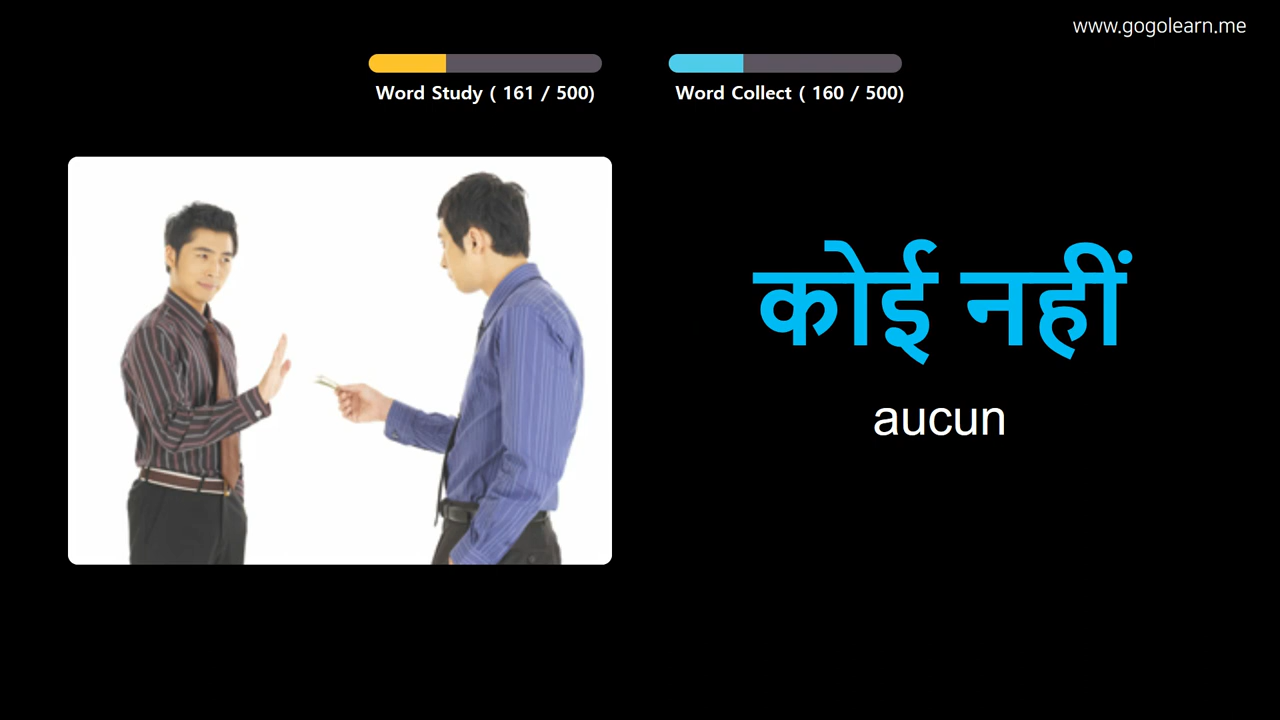 www.gogolearn.me
Word Study ( 161 / 500)
Word Collect ( 160 / 500)
कोई नहीं
aucun